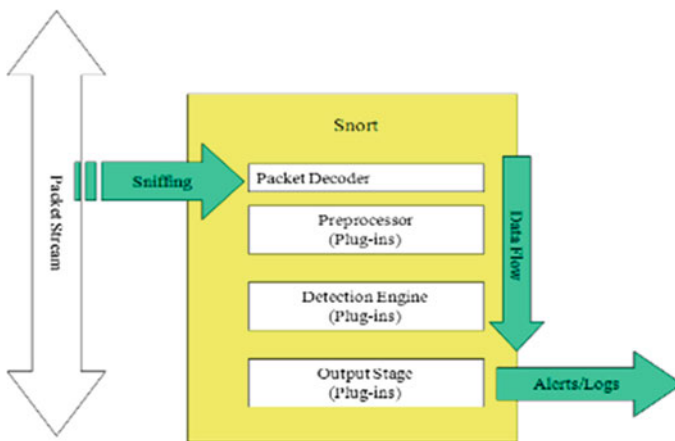 Snort
Packet Stream
Sniffing
Packet Decoder
Preprocessor
(Plug-ins)
Data Flow
Detection Engine
(Plug-ins)
Output Stage
(Plug-ins)
Alerts/Logs